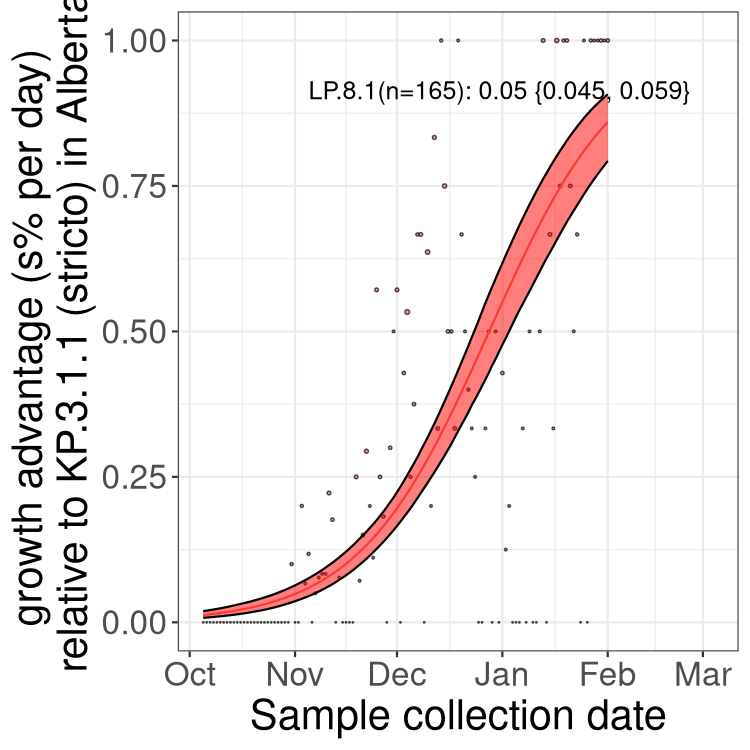 growth advantage (s% per day)
relative to KP.3.1.1 (stricto) in Alberta
1.00
0.75
0.50
0.25
0.00
LP.8.1(n=165): 0.05 {0.045, 0.059}
Oct Nov Dec Jan Feb Mar
Sample collection date